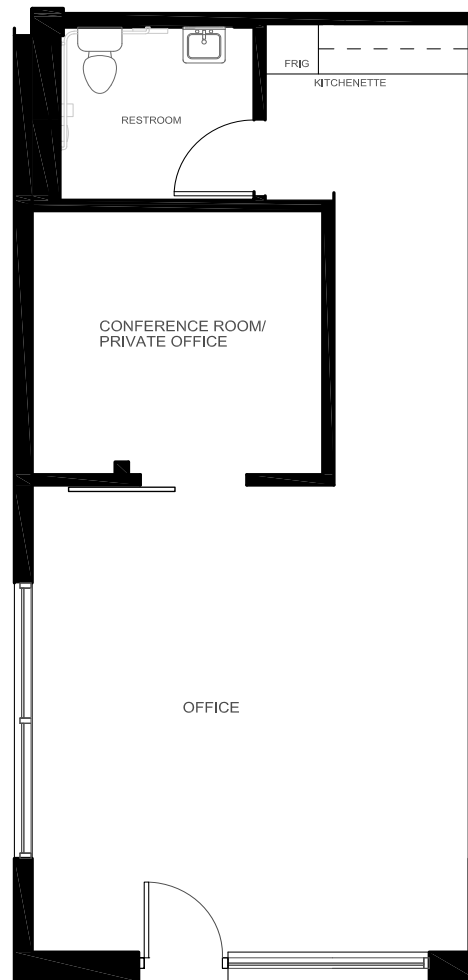 FRIG
KITCHENETTE
RESTROOM
CONFERENCE ROOM/
PRIVATE OFFICE
OFFICE